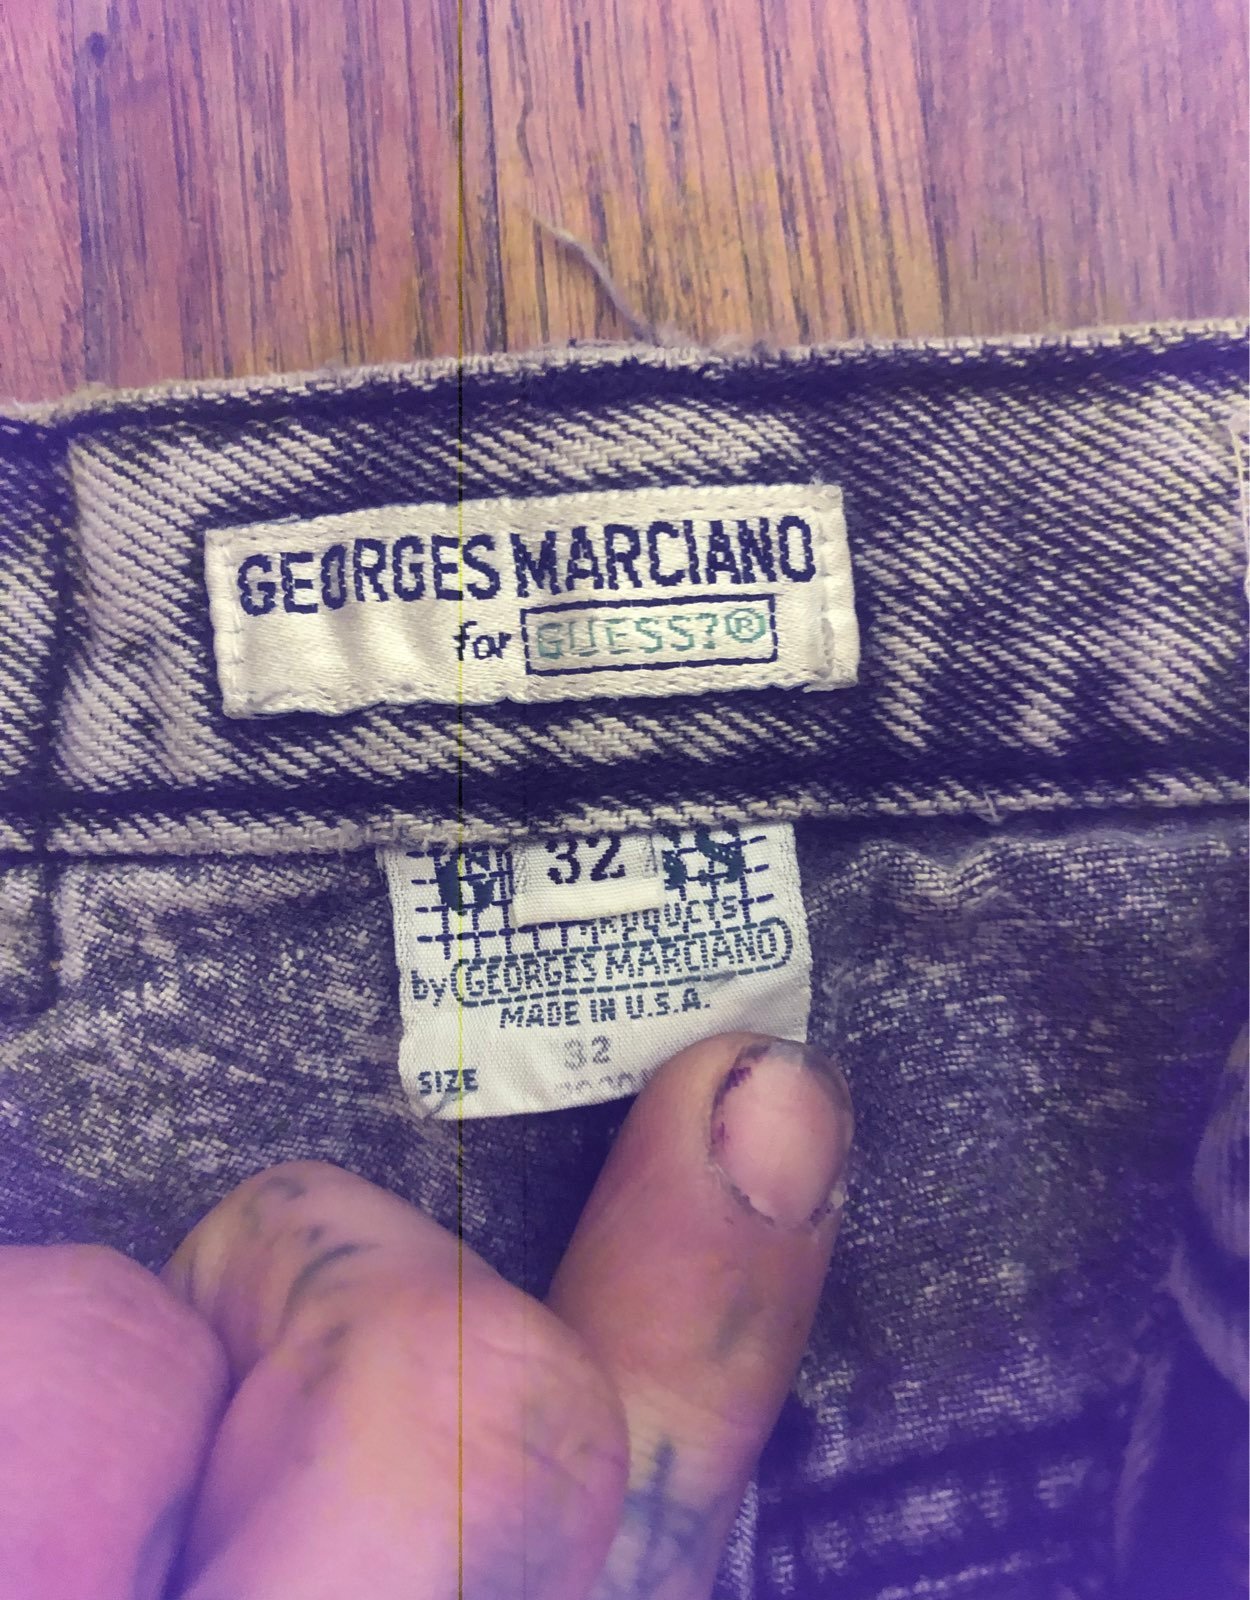 GEORGES MARCIANO
for GUESS?®
32
PRODUCTS
by GEORGES MARCIANO
MADE IN U.S.A.
32
SIZE